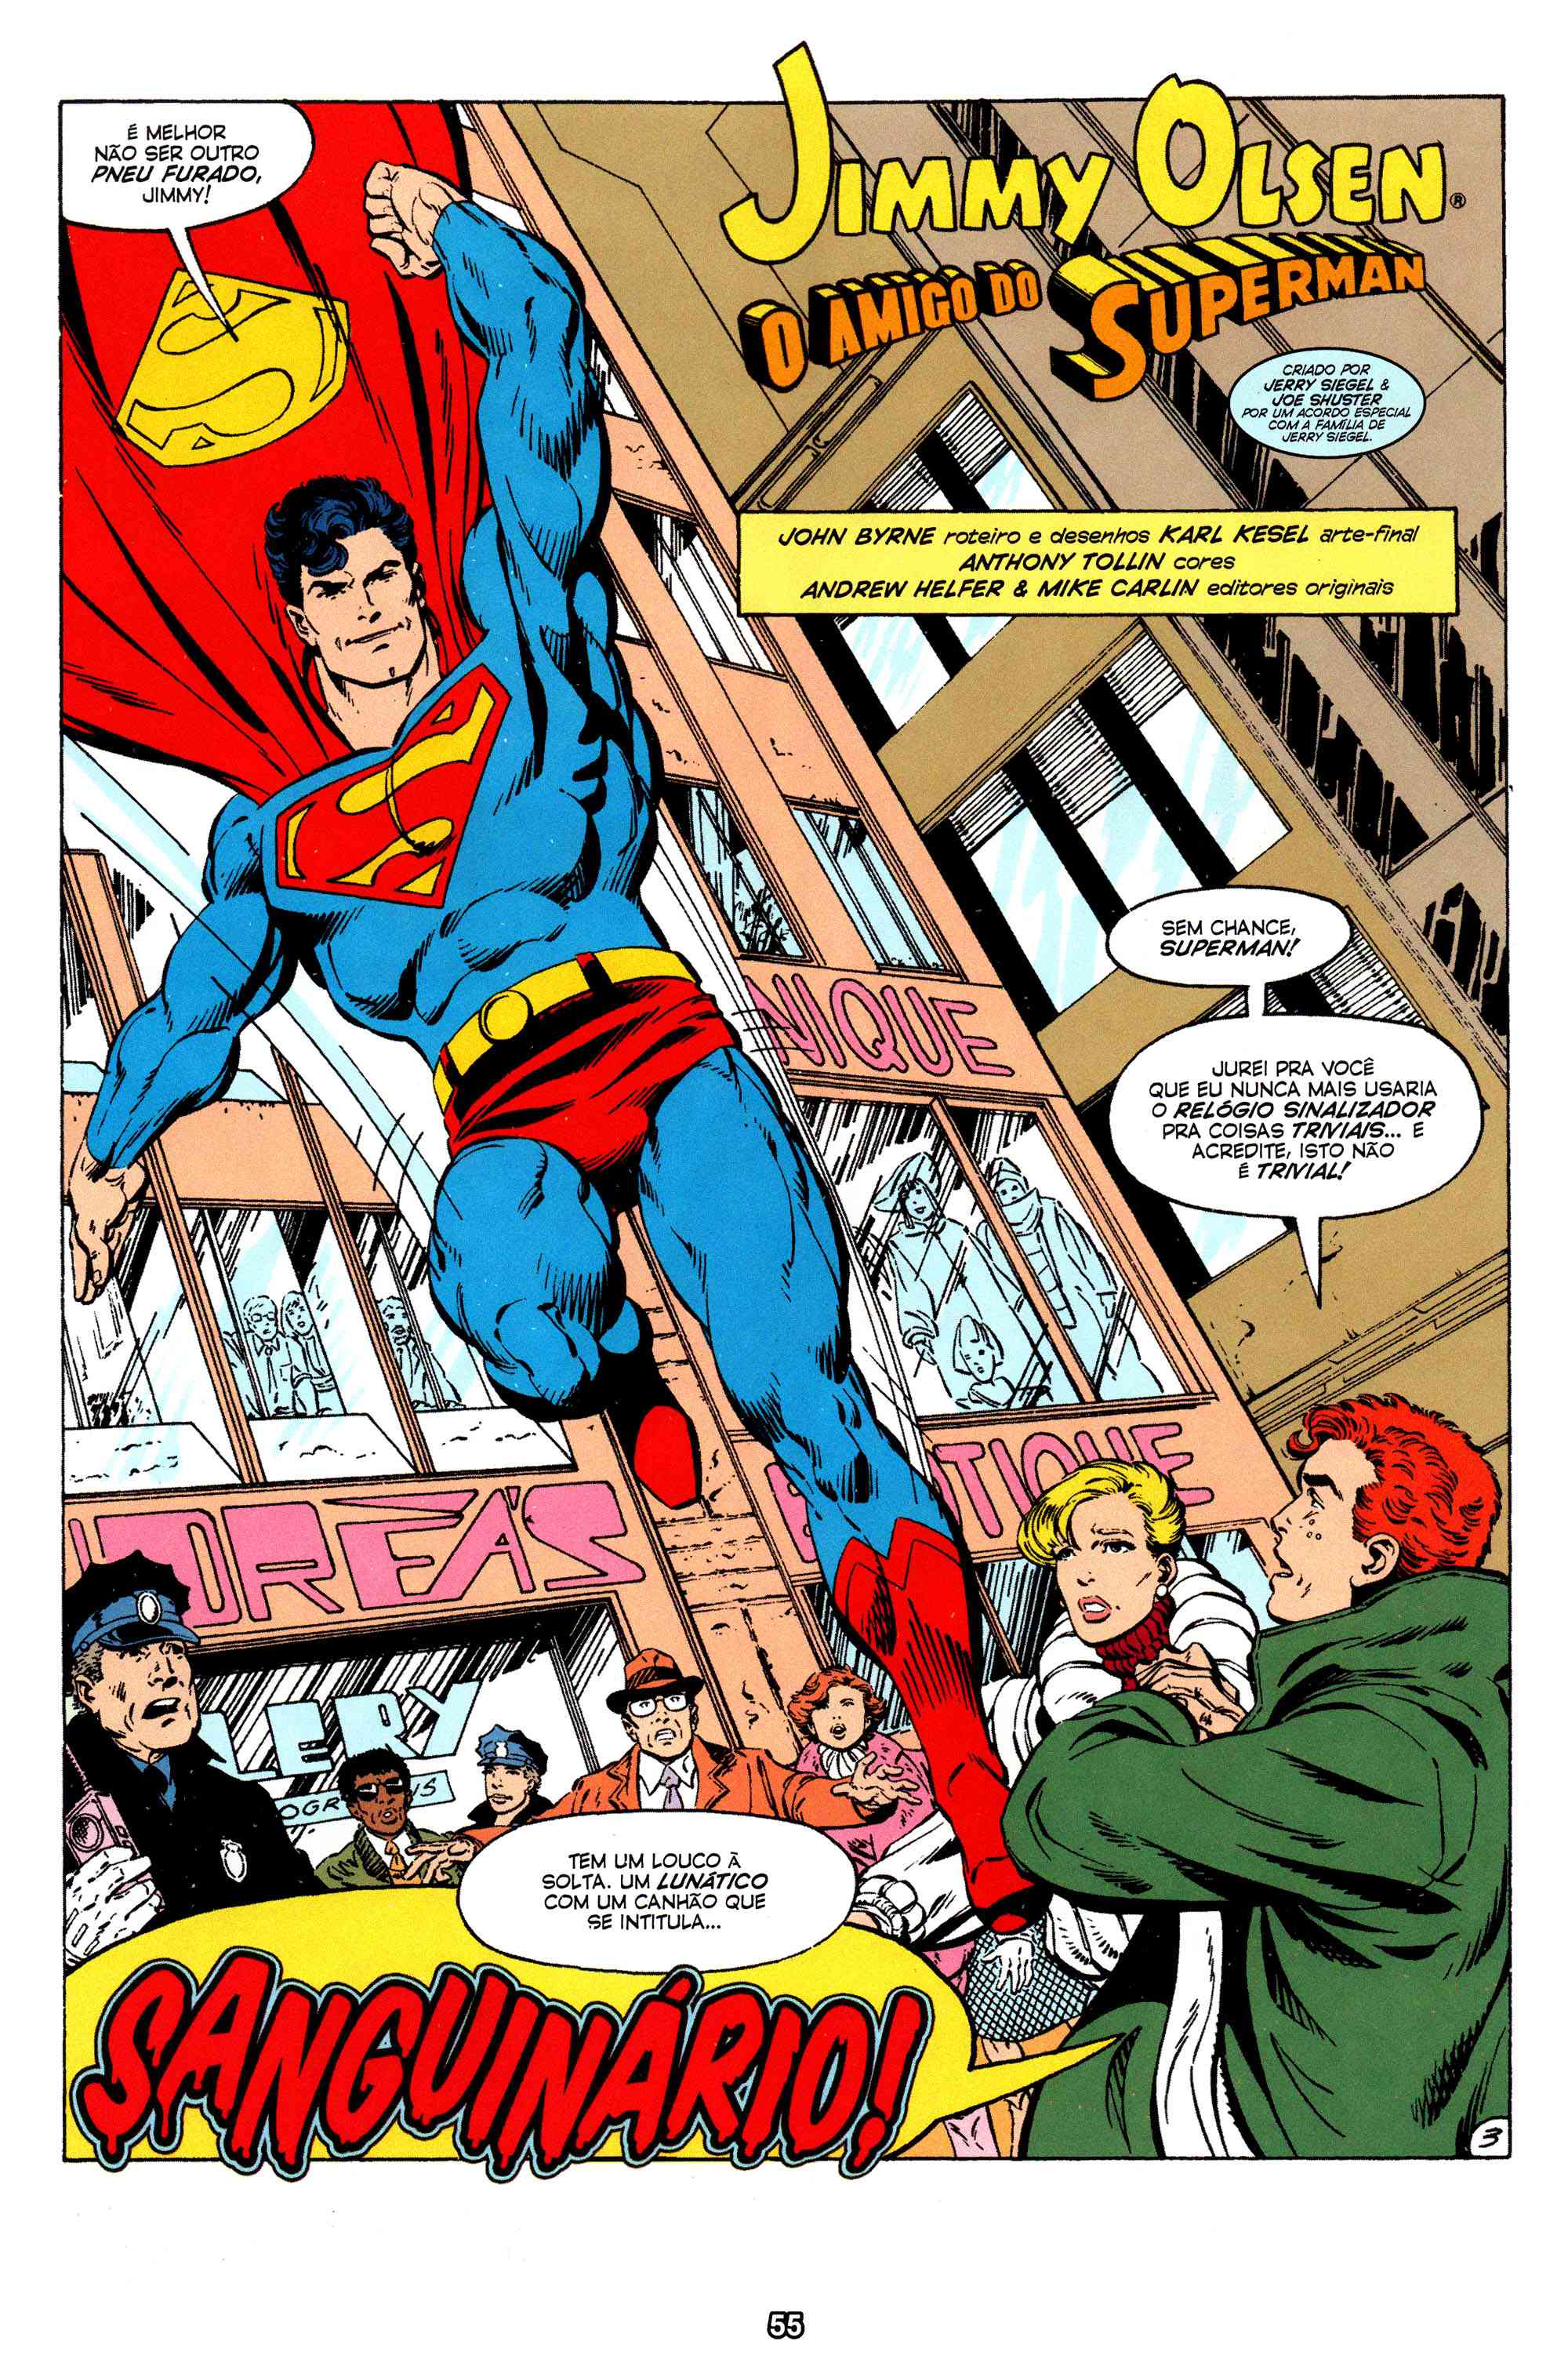 É MELHOR
NÃO SER OUTRO
PNEU FURADO,
JIMMY!
JIMMY OLSEN®
O AMIGO DO SUPERMAN
CRIADO POR
JERRY SIEGEL &
JOE SHUSTER
POR UM ACORDO ESPECIAL
COM A FAMÍLIA DE
JERRY SIEGEL.
JOHN BYRNE roteiro e desenhos KARL KESEL arte-final
ANTHONY TOLLIN cores
ANDREW HELFER & MIKE CARLIN editores originais
SEM CHANCE,
SUPERMAN!
NIQUE
JUREI PRA VOCÊ
QUE EU NUNCA MAIS USARIA
O RELÓGIO SINALIZADOR
PRA COISAS TRIVIAIS... E
ACREDITE, ISTO NÃO
É TRIVIAL!
DREA'S
TIQUE
LERY
TEM UM LOUCO À
SOLTA. UM LUNÁTICO
COM UM CANHÃO QUE
SE INTITULA...
SANGUINÁRIO!
3
55